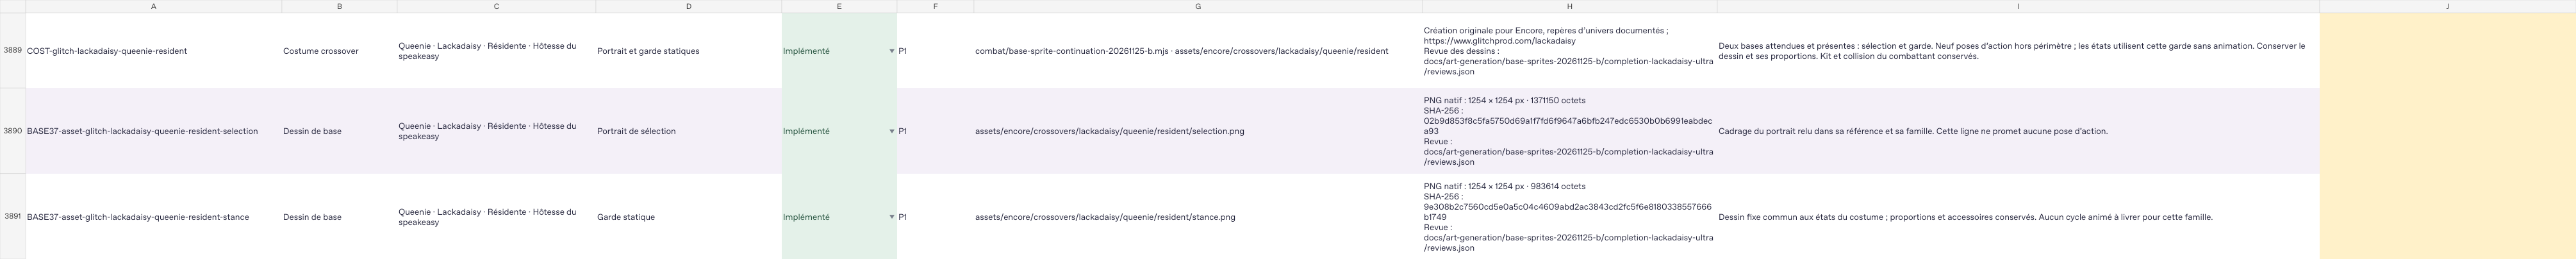 A B C D E F G H I J
3889 COST-glitch-lackadaisy-queenie-resident
Costume crossover
Queenie · Lackadaisy · Résidente · Hôtesse du
speakeasy
Portrait et garde statiques
Implémenté
P1
combat/base-sprite-continuation-20261125-b.mjs · assets/encore/crossovers/lackadaisy/queenie/resident
Création originale pour Encore, repères d'univers documentés ;
https://www.glitchprod.com/lackadaisy
Revue des dessins :
docs/art-generation/base-sprites-20261125-b/completion-lackadaisy-ultra
/reviews.json
Deux bases attendues et présentes : sélection et garde. Neuf poses d'action hors périmètre ; les états utilisent cette garde sans animation. Conserver le
dessin et ses proportions. Kit et collision du combattant conservés.
3890 BASE37-asset-glitch-lackadaisy-queenie-resident-selection
Dessin de base
Queenie · Lackadaisy · Résidente · Hôtesse du
speakeasy
Portrait de sélection
Implémenté
P1
assets/encore/crossovers/lackadaisy/queenie/resident/selection.png
PNG natif : 1254 × 1254 px · 1371150 octets
SHA-256 :
02b9d853f8c5fa5750d69a1f7fd6f9647a6bfb247edc6530b0b6991eabdec
a93
Revue :
docs/art-generation/base-sprites-20261125-b/completion-lackadaisy-ultra
/reviews.json
Cadrage du portrait relu dans sa référence et sa famille. Cette ligne ne promet aucune pose d'action.
3891 BASE37-asset-glitch-lackadaisy-queenie-resident-stance
Dessin de base
Queenie · Lackadaisy · Résidente · Hôtesse du
speakeasy
Garde statique
Implémenté
P1
assets/encore/crossovers/lackadaisy/queenie/resident/stance.png
PNG natif : 1254 × 1254 px · 983614 octets
SHA-256 :
9e308b2c7560cd5e0a5c04c4609abd2ac3843cd2fc5f6e8180338557666
b1749
Revue :
docs/art-generation/base-sprites-20261125-b/completion-lackadaisy-ultra
/reviews.json
Dessin fixe commun aux états du costume ; proportions et accessoires conservés. Aucun cycle animé à livrer pour cette famille.